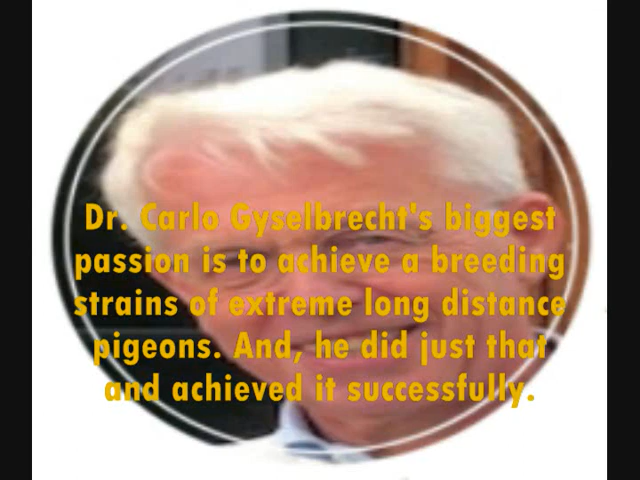 Dr. Carlo Gyselbrecht's biggest
passion is to achieve a breeding
strains of extreme long distance
pigeons. And, he did just that
and achieved it successfully.